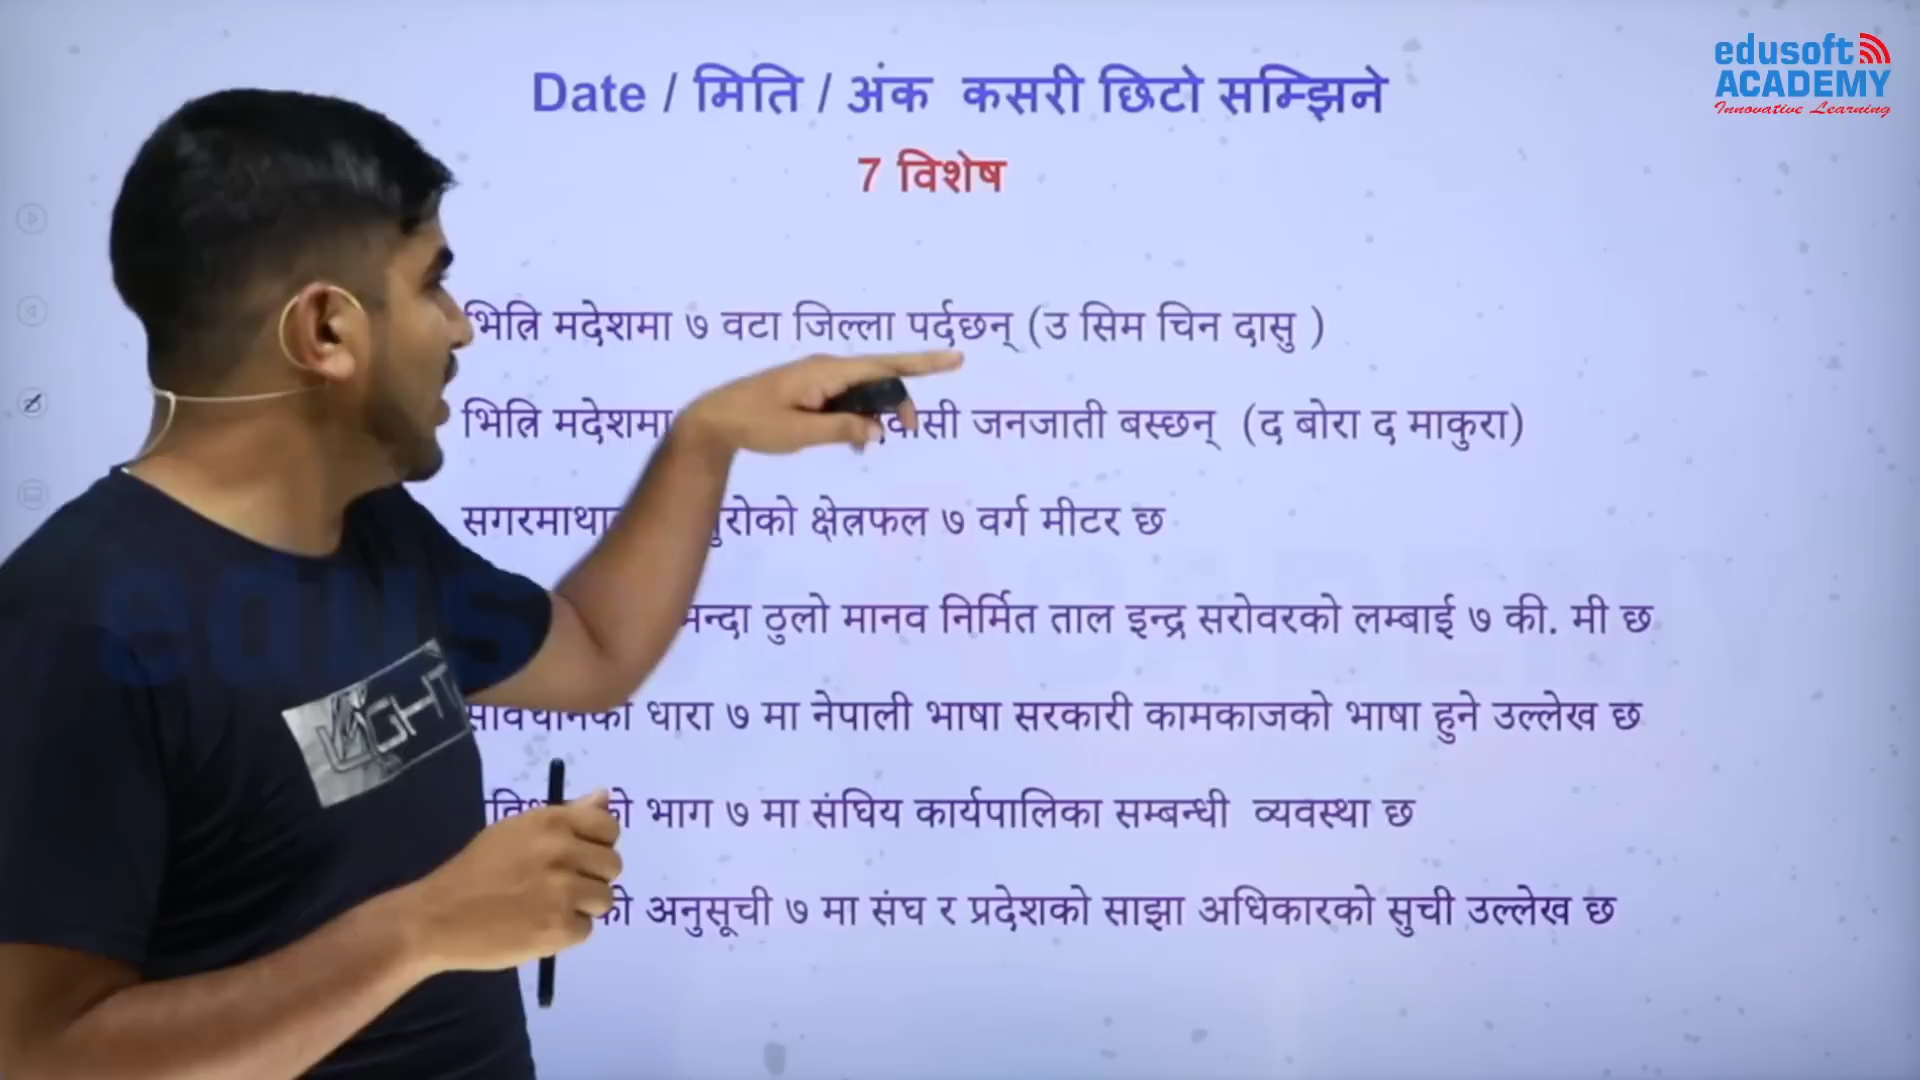 edusoft
ACADEMY
Innovative Learning
Date / मिति / अंक कसरी छिटो सम्झिने
7 विशेष
भित्रि मदेशमा ७ वटा जिल्ला पर्दछन् (उ सिम चिन दासु )
भित्रि मदेशमा जनजाती बस्छन् (द बोरा द माकुरा)
सगरमाथा क्षेत्रफल ७ वर्ग मीटर छ
ठुलो मानव निर्मित ताल इन्द्र सरोवरको लम्बाई ७ की. मी छ
धारा ७ मा नेपाली भाषा सरकारी कामकाजको भाषा हुने उल्लेख छ
भाग ७ मा संघिय कार्यपालिका सम्बन्धी व्यवस्था छ
अनुसूची ७ मा संघ र प्रदेशको साझा अधिकारको सुची उल्लेख छ